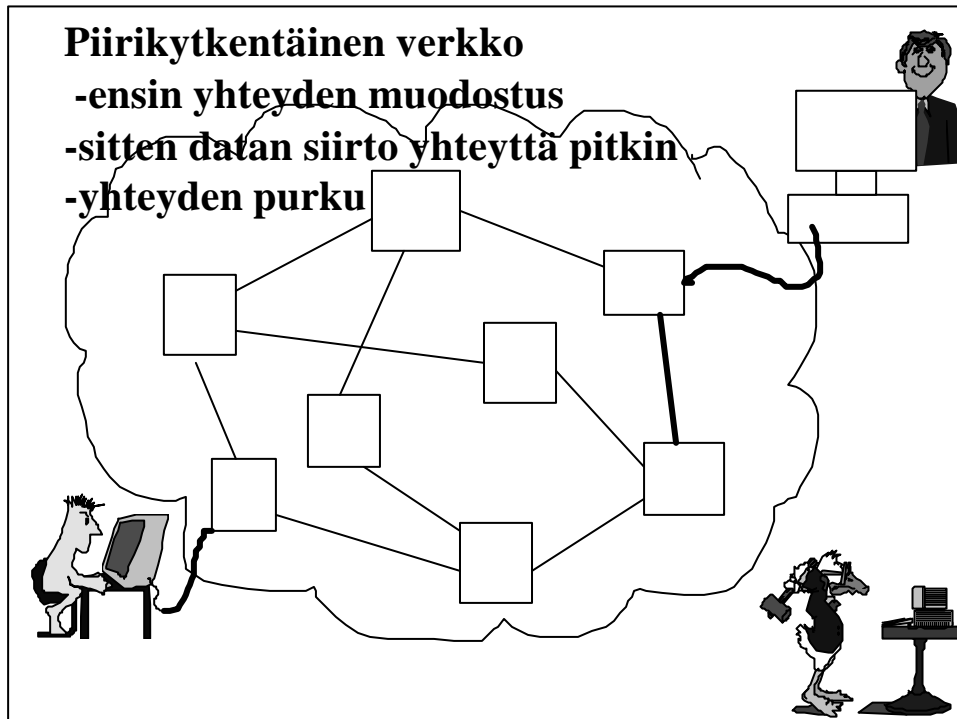 Piirikytkentäinen verkko
-ensin yhteyden muodostus
-sitten datan siirto yhteyttä pitkin
-yhteyden purku